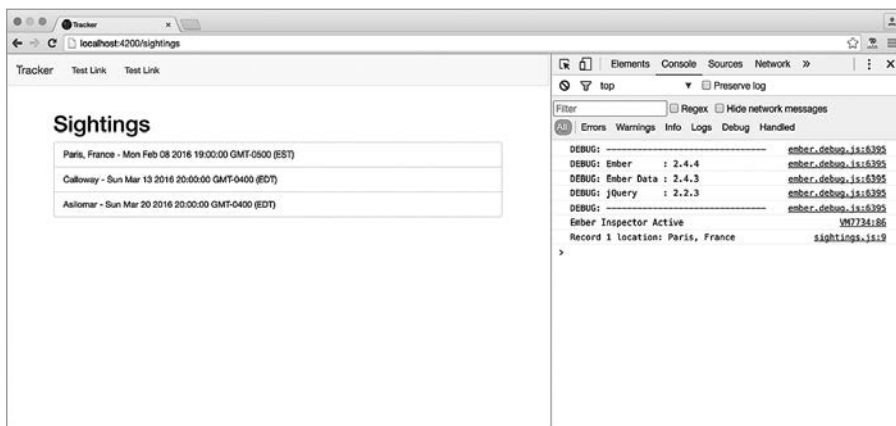 Tracker
localhost:4200/sightings
Tracker Test Link Test Link
Sightings
Paris, France - Mon Feb 08 2016 19:00:00 GMT-0500 (EST)
Calloway - Sun Mar 13 2016 20:00:00 GMT-0400 (EDT)
Asilomar - Sun Mar 20 2016 20:00:00 GMT-0400 (EDT)
Elements Console Sources Network »
top ▼ Preserve log
Filter Regex Hide network messages
All Errors Warnings Info Logs Debug Handled
DEBUG: ------------------------------- ember.debug.js:6395
DEBUG: Ember : 2.4.4 ember.debug.js:6395
DEBUG: Ember Data : 2.4.3 ember.debug.js:6395
DEBUG: jQuery : 2.2.3 ember.debug.js:6395
DEBUG: ------------------------------- ember.debug.js:6395
Ember Inspector Active VM7734:86
Record 1 location: Paris, France sightings.js:9
>